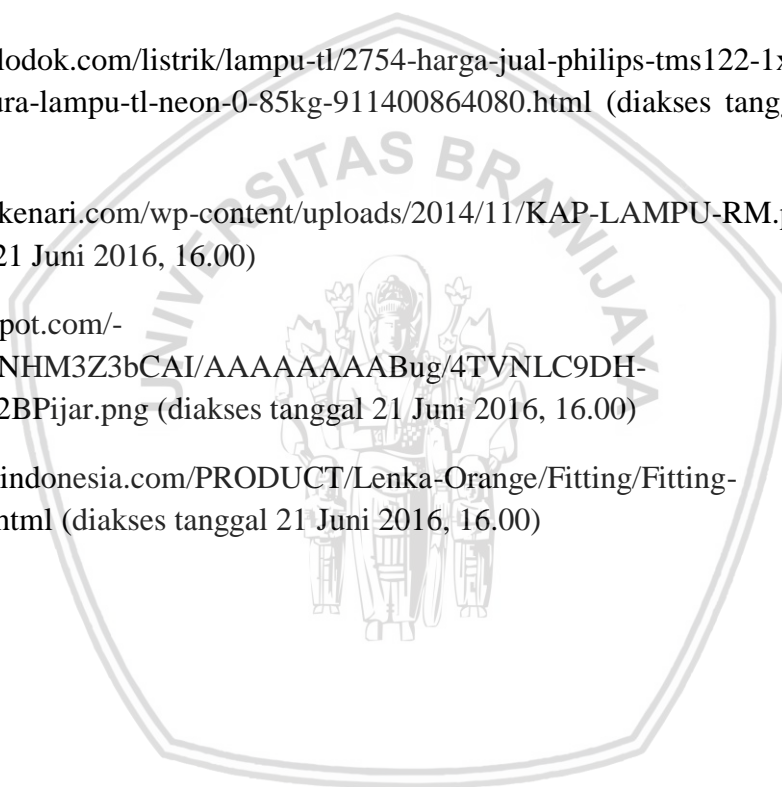 lodok.com/listrik/lampu-tl/2754-harga-jual-philips-tms122-1x
ura-lampu-tl-neon-0-85kg-911400864080.html (diakses tang
kenari.com/wp-content/uploads/2014/11/KAP-LAMPU-RM.p
21 Juni 2016, 16.00)
pot.com/-
NHM3Z3bCAI/AAAAAAAABug/4TVNLC9DH-
2BPijar.png (diakses tanggal 21 Juni 2016, 16.00)
indonesia.com/PRODUCT/Lenka-Orange/Fitting/Fitting-
html (diakses tanggal 21 Juni 2016, 16.00)
UNIVERSITAS BRAWIJAYA